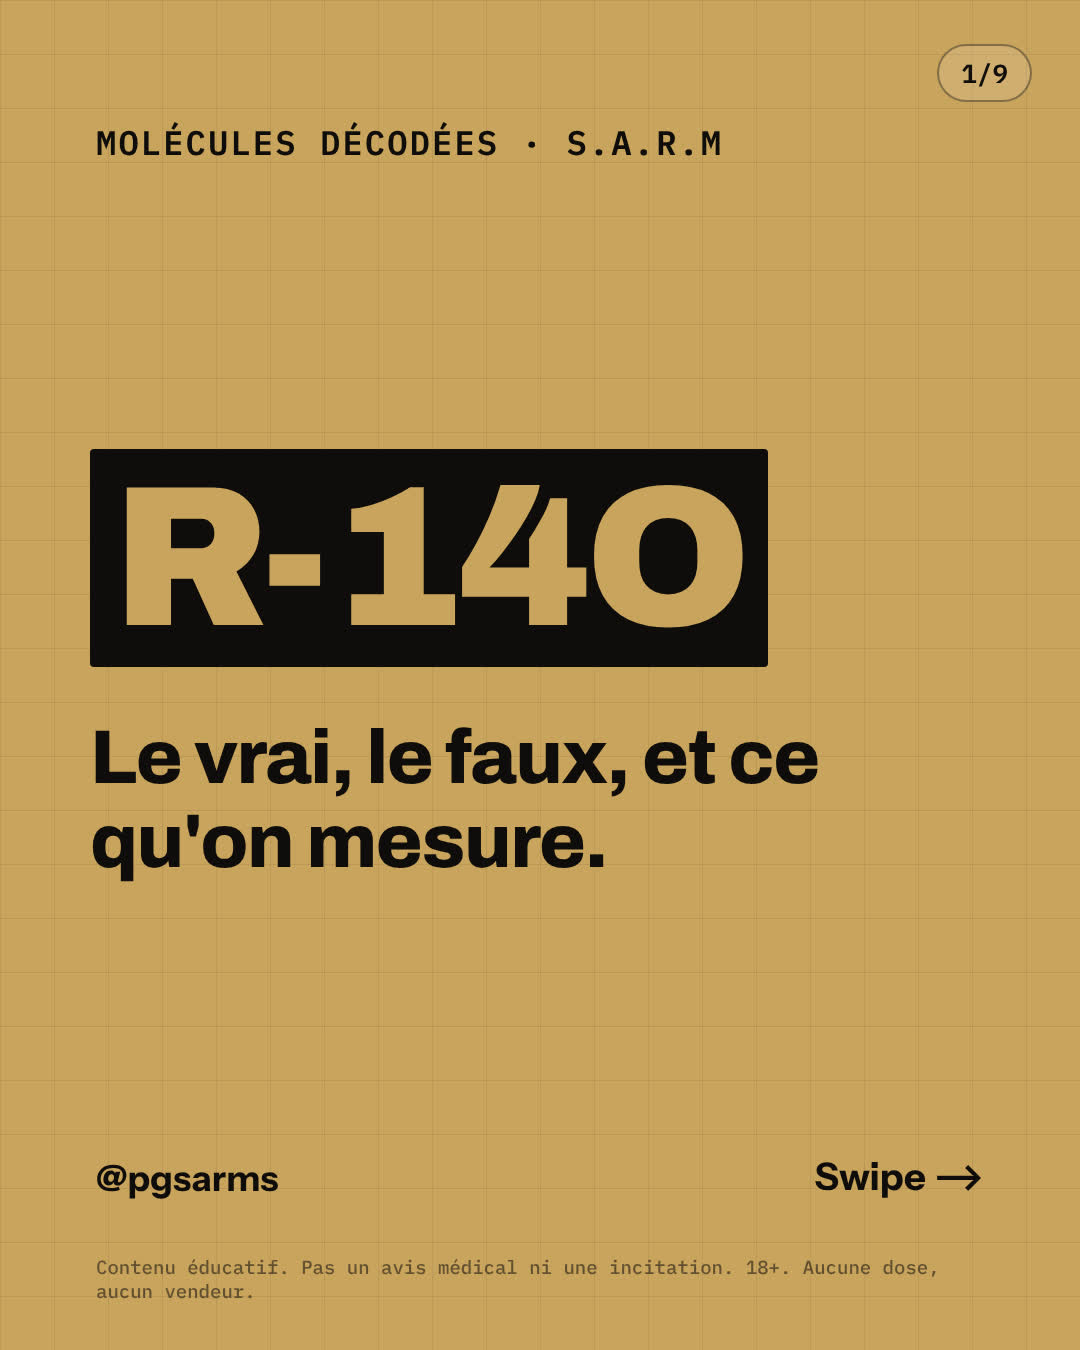 1/9
MOLÉCULES DÉCODÉES · S.A.R.M
R-140
Le vrai, le faux, et ce
qu'on mesure.
@pgsarms
Swipe →
Contenu éducatif. Pas un avis médical ni une incitation. 18+. Aucune dose,
aucun vendeur.